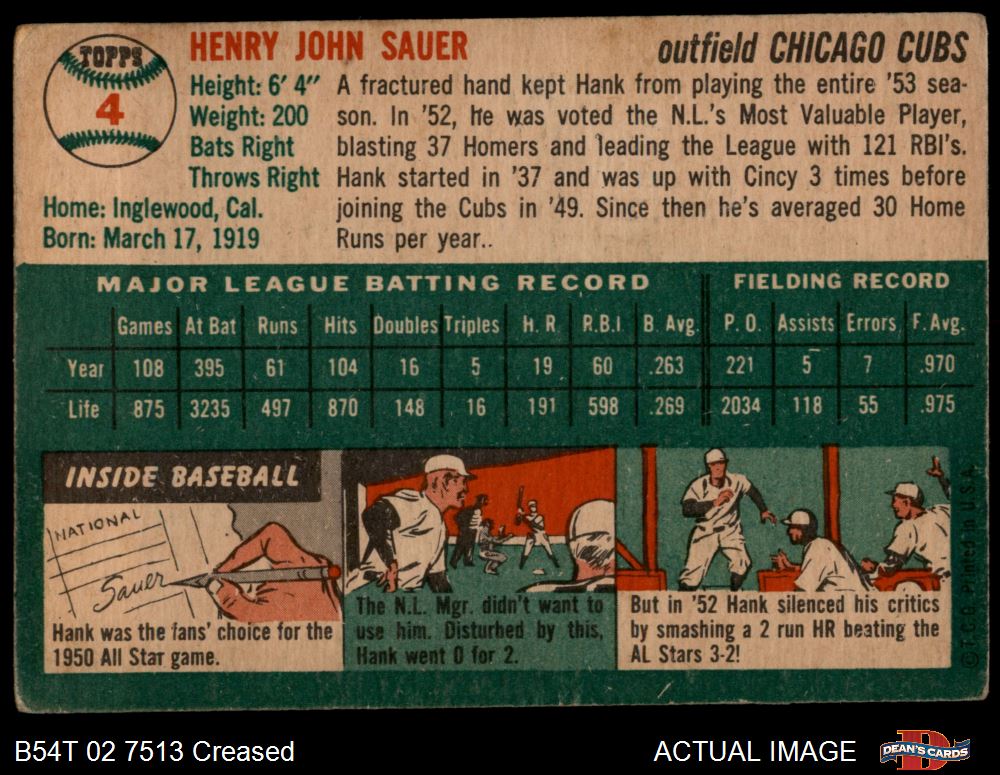 TOPPS
4
HENRY JOHN SAUER
outfield CHICAGO CUBS
Height: 6' 4"
Weight: 200
Bats Right
Throws Right
Home: Inglewood, Cal.
Born: March 17, 1919
A fractured hand kept Hank from playing the entire '53 sea-
son. In '52, he was voted the N.L.'s Most Valuable Player,
blasting 37 Homers and leading the League with 121 RBI's.
Hank started in '37 and was up with Cincy 3 times before
joining the Cubs in '49. Since then he's averaged 30 Home
Runs per year..
MAJOR LEAGUE BATTING RECORD FIELDING RECORD
Games At Bat Runs Hits Doubles Triples H. R. R.B.I B. Avg. P. O. Assists Errors F. Avg.
Year 108 395 61 104 16 5 19 60 .263 221 5 7 .970
Life 875 3235 497 870 148 16 191 598 .269 2034 118 55 .975
INSIDE BASEBALL
NATIONAL
Sauer
Hank was the fans' choice for the
1950 All Star game.
The N.L. Mgr. didn't want to
use him. Disturbed by this,
Hank went 0 for 2.
But in '52 Hank silenced his critics
by smashing a 2 run HR beating the
AL Stars 3-2!
© T.C.G. Printed in U.S.A.
B54T 02 7513 Creased
ACTUAL IMAGE
DEAN'S CARDS